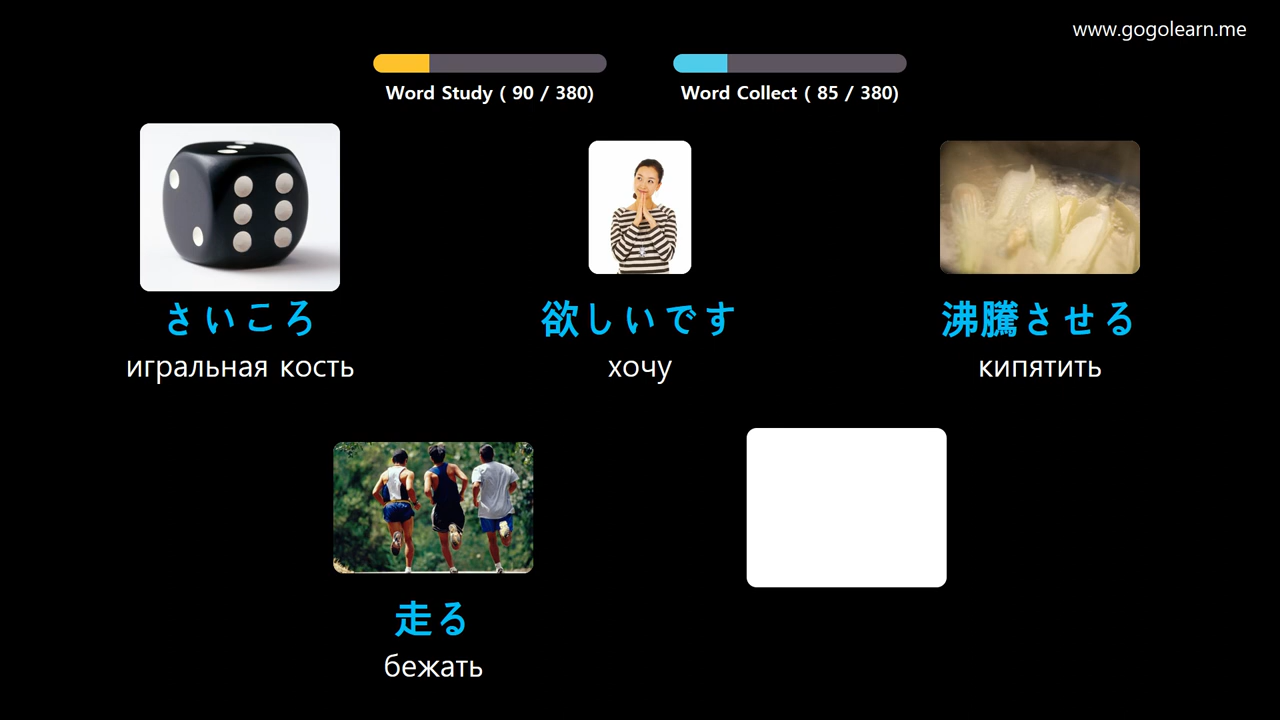 www.gogolearn.me
Word Study ( 90 / 380)
Word Collect ( 85 / 380)
さいころ
игральная кость
欲しいです
хочу
沸騰させる
кипятить
走る
бежать